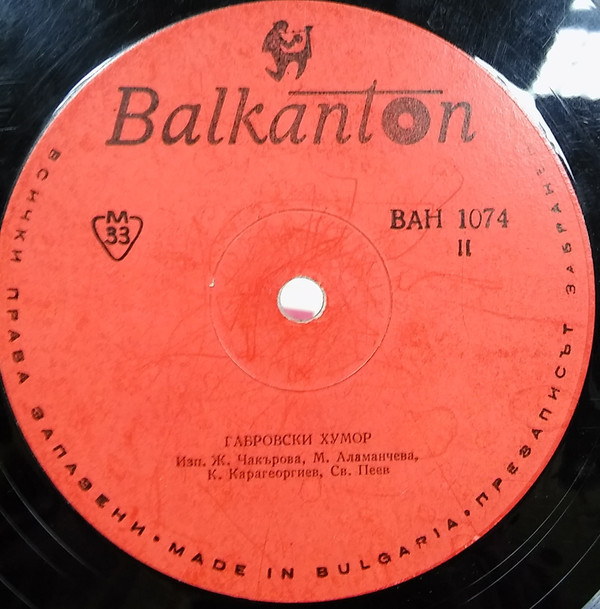 Balkanton
М
33
ВАН 1074
II
ГАБРОВСКИ ХУМОР
Изп. Ж. Чакърова, М. Аламанчева,
К. Карагеоргиев, Св. Пеев
ВСИЧКИ ПРАВА ЗАПАЗЕНИ • MADE IN BULGARIA • ПРЕЗАПИСЪТ ЗАБРАНЕН